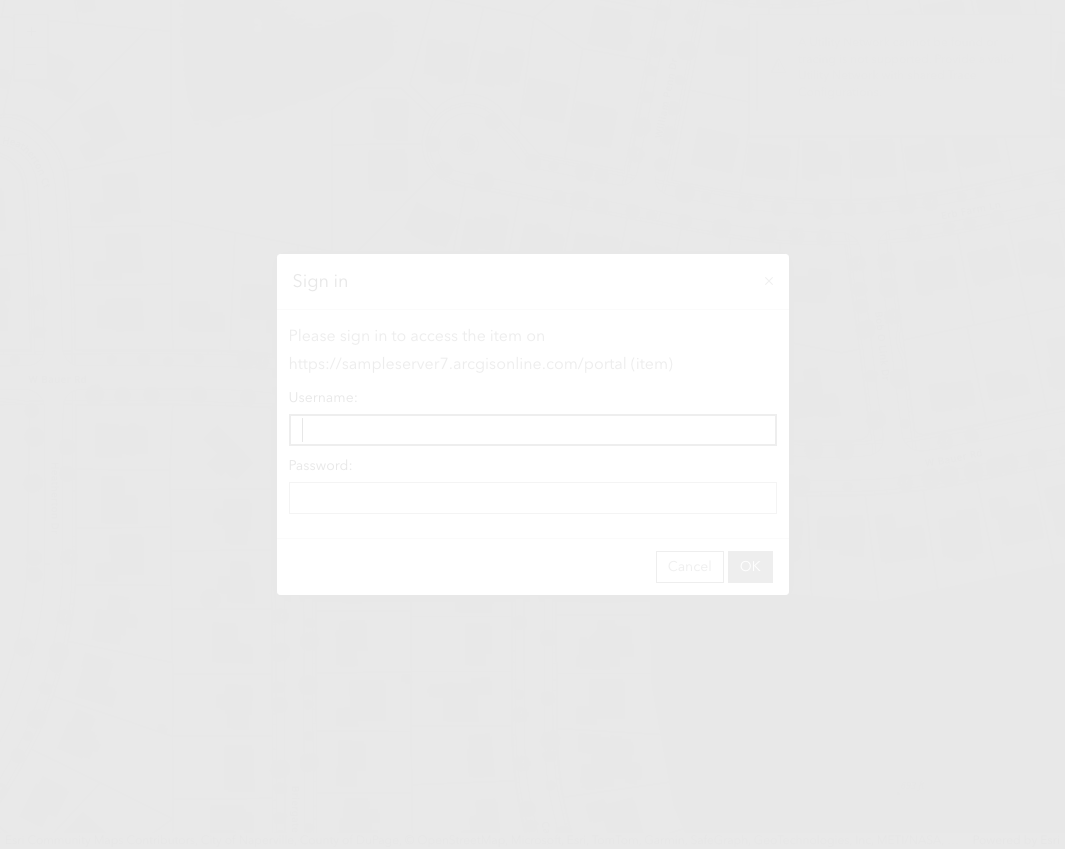 Sign in
×
Please sign in to access the item on
https://sampleserver7.arcgisonline.com/portal (item)
Username:
Password:
Cancel
OK